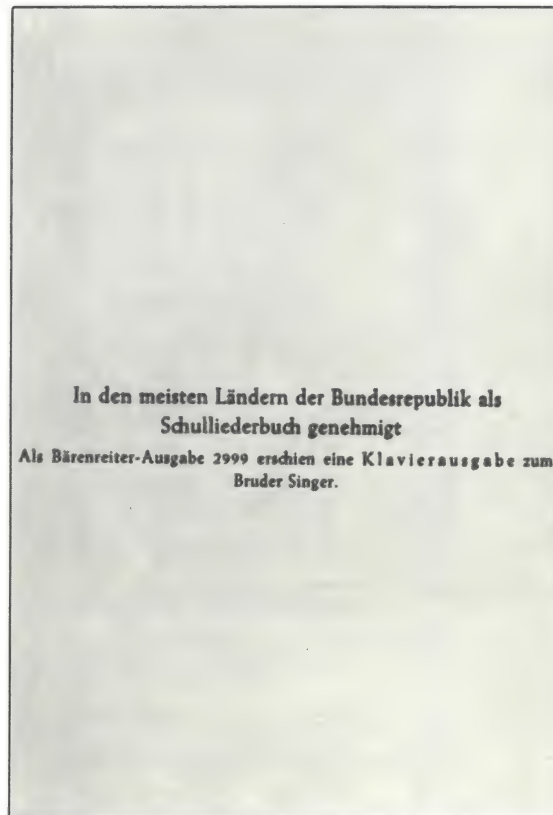 In den meisten Ländern der Bundesrepublik als
Schulliederbuch genehmigt
Als Bärenreiter-Ausgabe 2999 erschien eine Klavierausgabe zum
Bruder Singer.